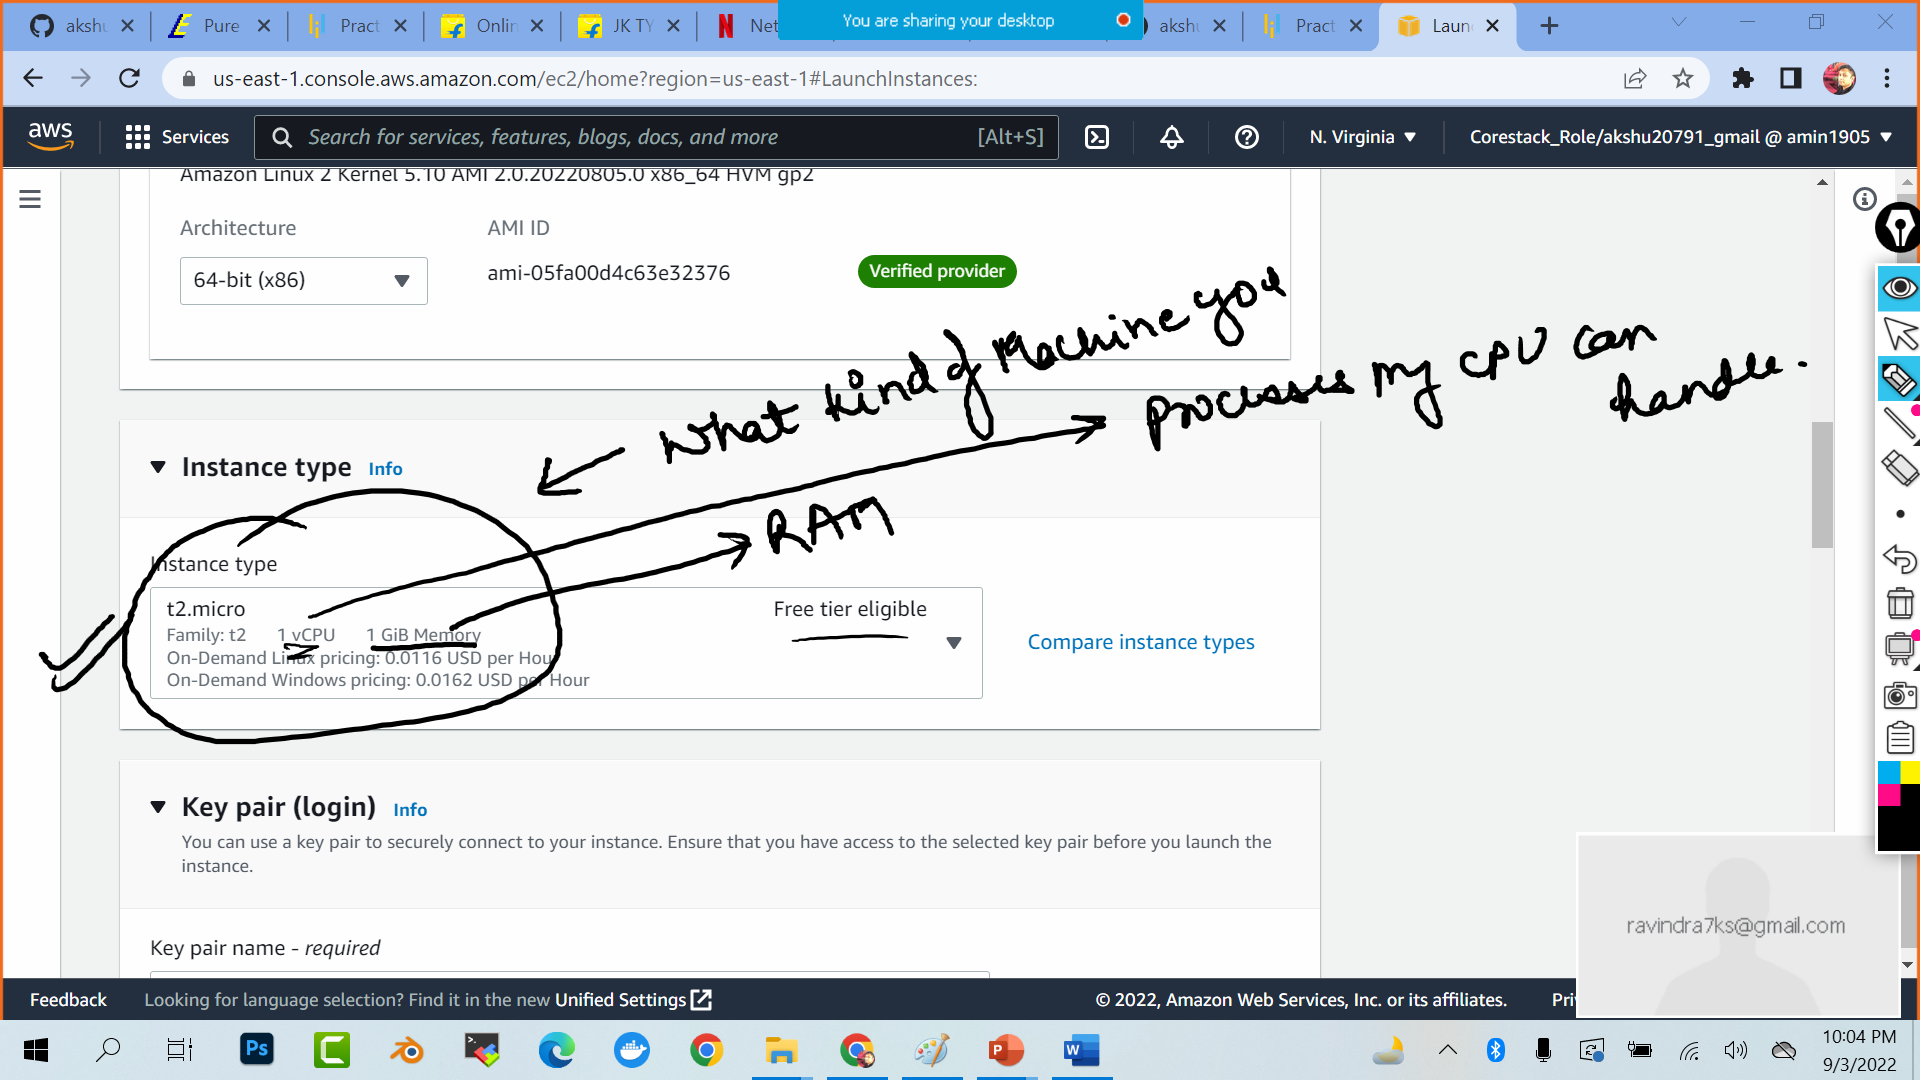 akshu
Pure
Pract
Onlin
JK TY
Net
You are sharing your desktop
akshu
Pract
Laun
us-east-1.console.aws.amazon.com/ec2/home?region=us-east-1#LaunchInstances:
aws
Services
Search for services, features, blogs, docs, and more
[Alt+S]
N. Virginia
Corestack_Role/akshu20791_gmail @ amin1905
Amazon Linux 2 Kernel 5.10 AMI 2.0.20220805.0 x86_64 HVM gp2
Architecture
AMI ID
64-bit (x86)
ami-05fa00d4c63e32376
Verified provider
what kind of Machine you
processes my CPU can
handle.
Instance type Info
RAM
Instance type
t2.micro
Free tier eligible
Family: t2 1 vCPU 1 GiB Memory
On-Demand Linux pricing: 0.0116 USD per Hour
On-Demand Windows pricing: 0.0162 USD per Hour
Compare instance types
Key pair (login) Info
You can use a key pair to securely connect to your instance. Ensure that you have access to the selected key pair before you launch the
instance.
Key pair name - required
ravindra7ks@gmail.com
Feedback
Looking for language selection? Find it in the new Unified Settings
© 2022, Amazon Web Services, Inc. or its affiliates.
Pri
Ps
C
P
W
10:04 PM
9/3/2022